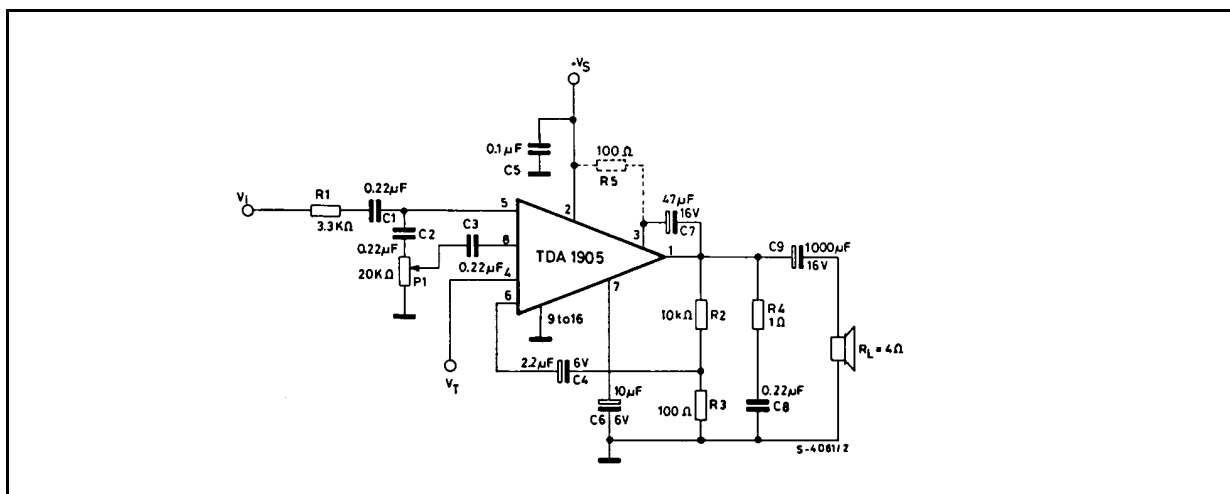 +VS
0.1µF
C5
100Ω
R5
47µF
16V
C7
Vi
R1
3.3KΩ
0.22µF
C1
C2
0.22µF
20KΩ
P1
C3
0.22µF
5
8
4
6
2
3
1
7
TDA 1905
9 to 16
VT
2.2µF
6V
C4
10µF
C6
6V
10kΩ
R2
100Ω
R3
R4
1Ω
0.22µF
C8
C9
1000µF
16V
RL = 4Ω
S-4081/2